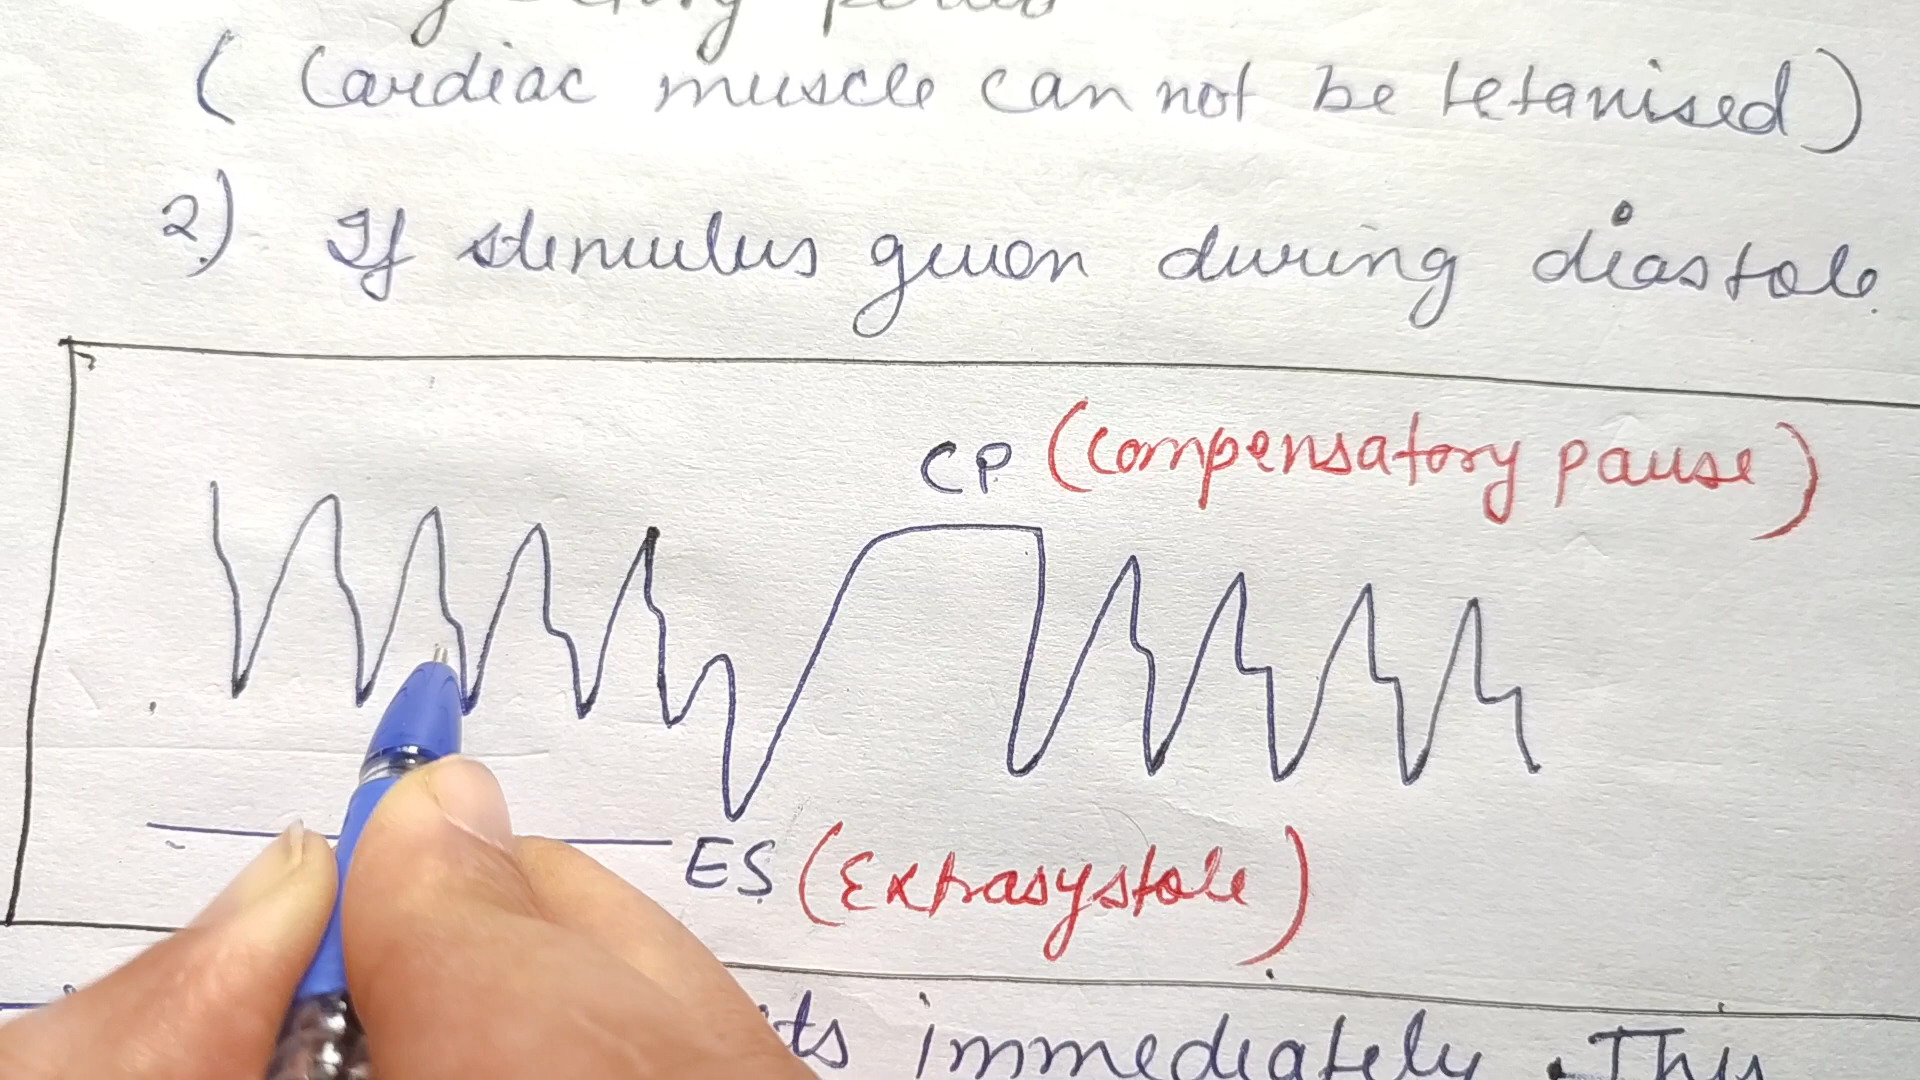 period
( Cardiac muscle can not be tetanised )
2) If stimulus given during diastole
CP (Compensatory pause)
ES (Extrasystole)
immediately. This